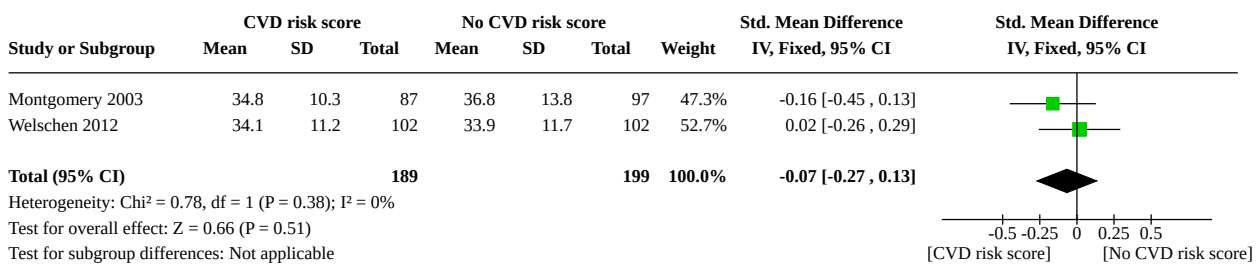 CVD risk score No CVD risk score Std. Mean Difference Std. Mean Difference
Study or Subgroup Mean SD Total Mean SD Total Weight IV, Fixed, 95% CI IV, Fixed, 95% CI
Montgomery 2003 34.8 10.3 87 36.8 13.8 97 47.3% -0.16 [-0.45 , 0.13]
Welschen 2012 34.1 11.2 102 33.9 11.7 102 52.7% 0.02 [-0.26 , 0.29]
Total (95% CI) 189 199 100.0% -0.07 [-0.27 , 0.13]
Heterogeneity: Chi² = 0.78, df = 1 (P = 0.38); I² = 0%
Test for overall effect: Z = 0.66 (P = 0.51) -0.5 -0.25 0 0.25 0.5
Test for subgroup differences: Not applicable [CVD risk score] [No CVD risk score]